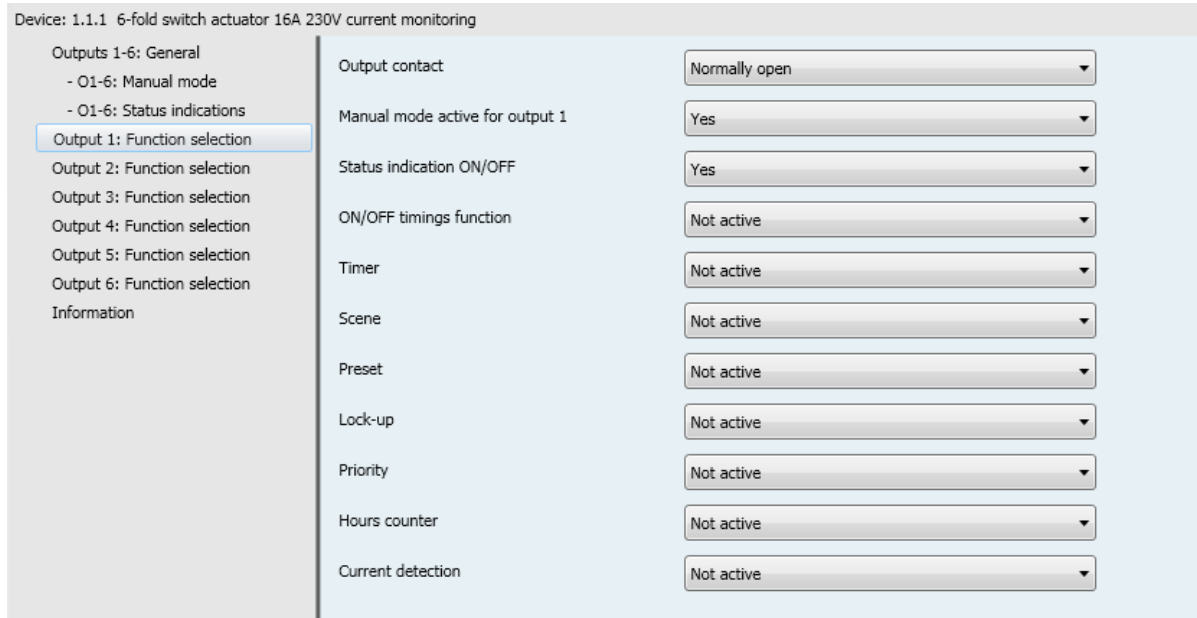 Device: 1.1.1 6-fold switch actuator 16A 230V current monitoring
Outputs 1-6: General
- O1-6: Manual mode
- O1-6: Status indications
Output 1: Function selection
Output 2: Function selection
Output 3: Function selection
Output 4: Function selection
Output 5: Function selection
Output 6: Function selection
Information
Output contact Normally open
Manual mode active for output 1 Yes
Status indication ON/OFF Yes
ON/OFF timings function Not active
Timer Not active
Scene Not active
Preset Not active
Lock-up Not active
Priority Not active
Hours counter Not active
Current detection Not active